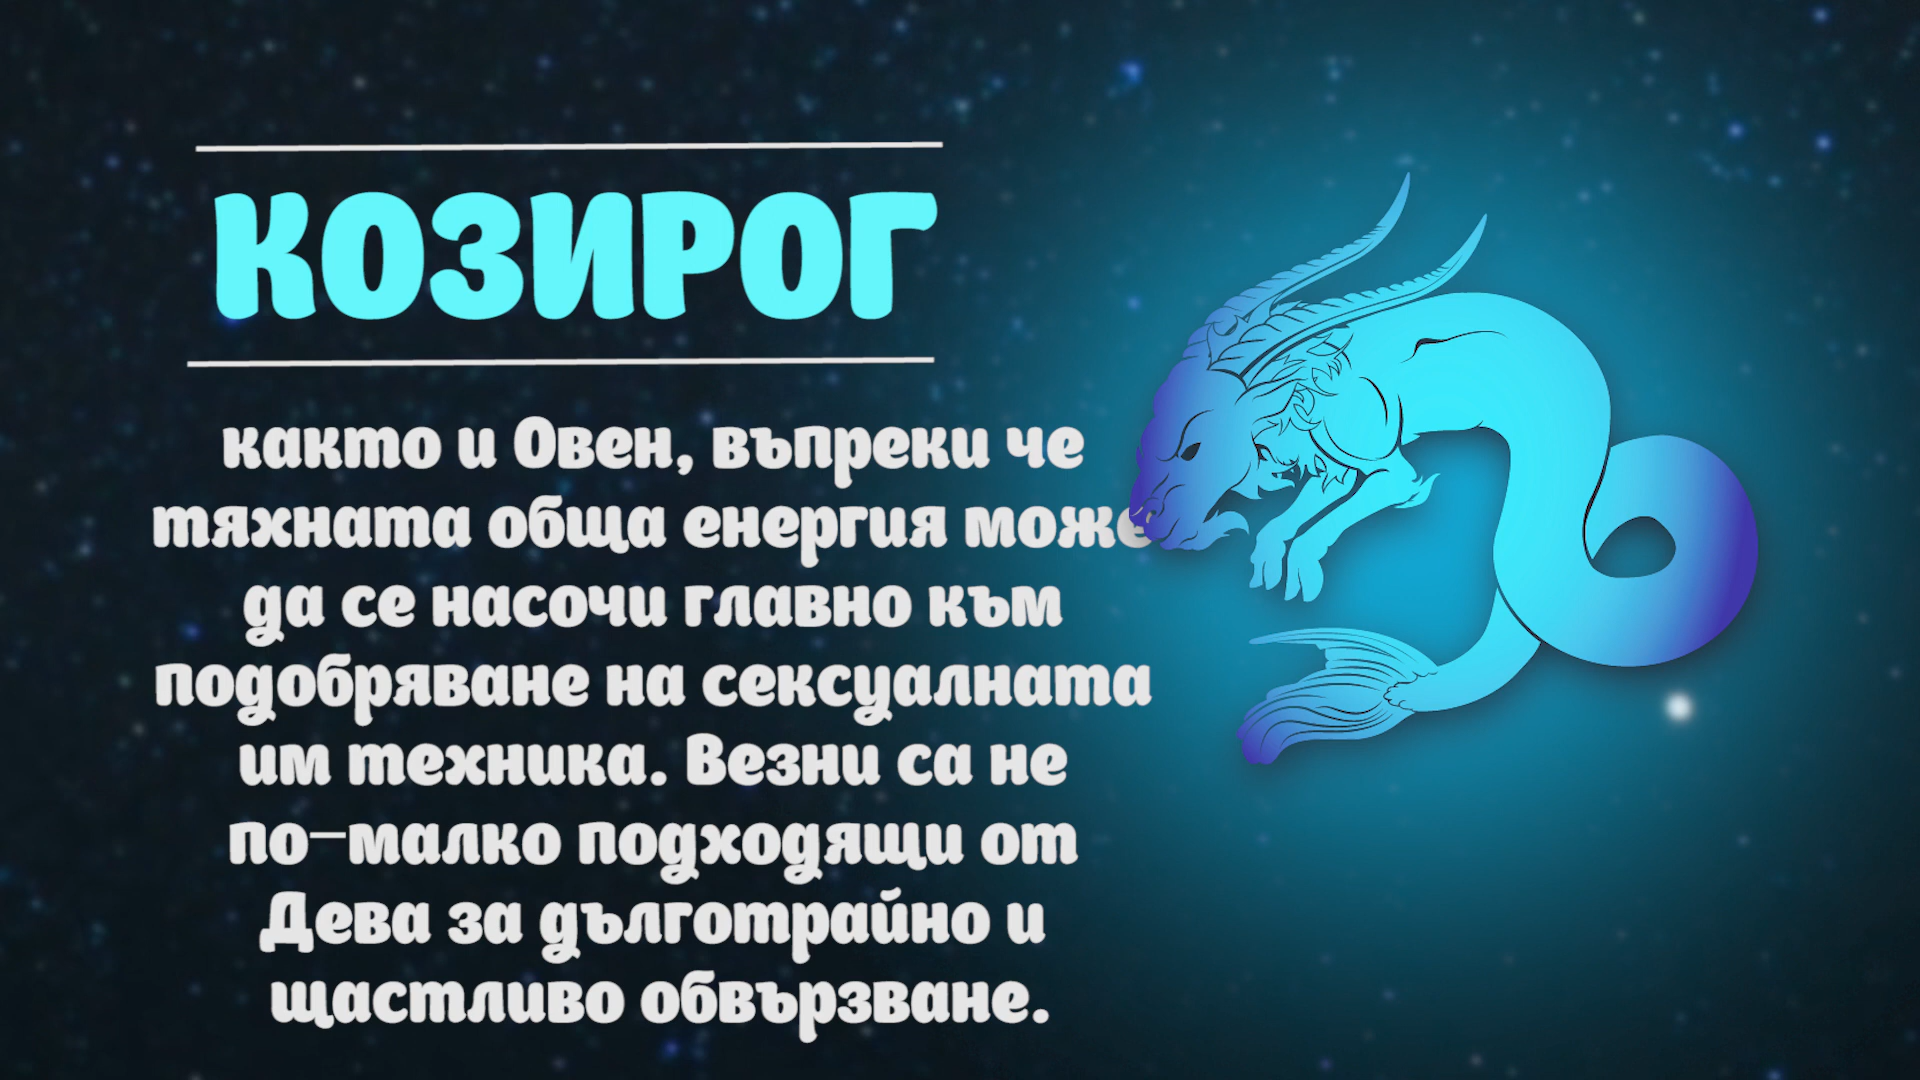 КОЗИРОГ
както и Овен, въпреки че
тяхната обща енергия може
да се насочи главно към
подобряване на сексуалната
им техника. Везни са не
по-малко подходящи от
Дева за дълготрайно и
щастливо обвързване.